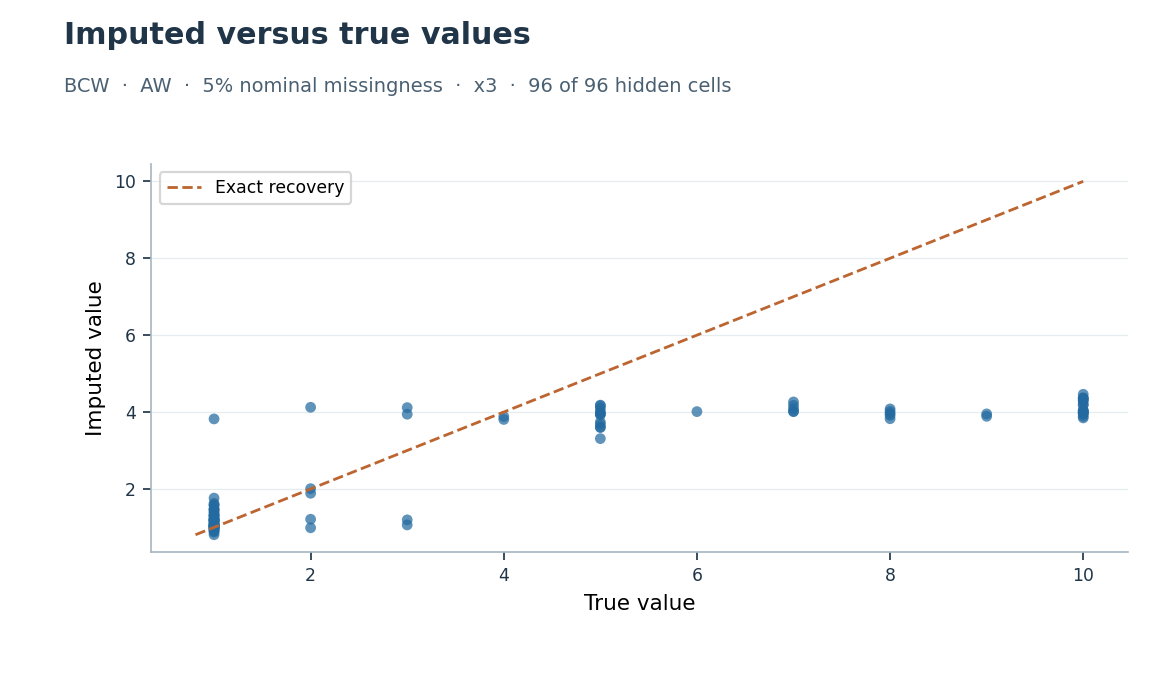 Imputed versus true values
BCW · AW · 5% nominal missingness · x3 · 96 of 96 hidden cells
Exact recovery
10
8
6
4
2
Imputed value
2 4 6 8 10
True value